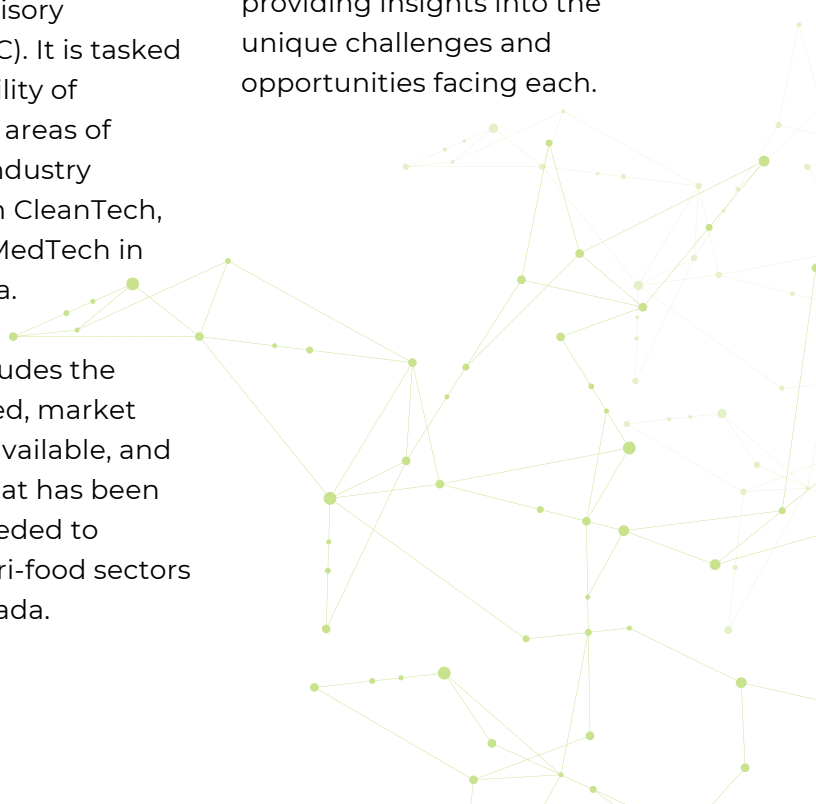 isory
C). It is tasked
ility of
areas of
ndustry
n CleanTech,
MedTech in
a.
udes the
ed, market
vailable, and
at has been
eded to
ri-food sectors
ada.
providing insights into the
unique challenges and
opportunities facing each.